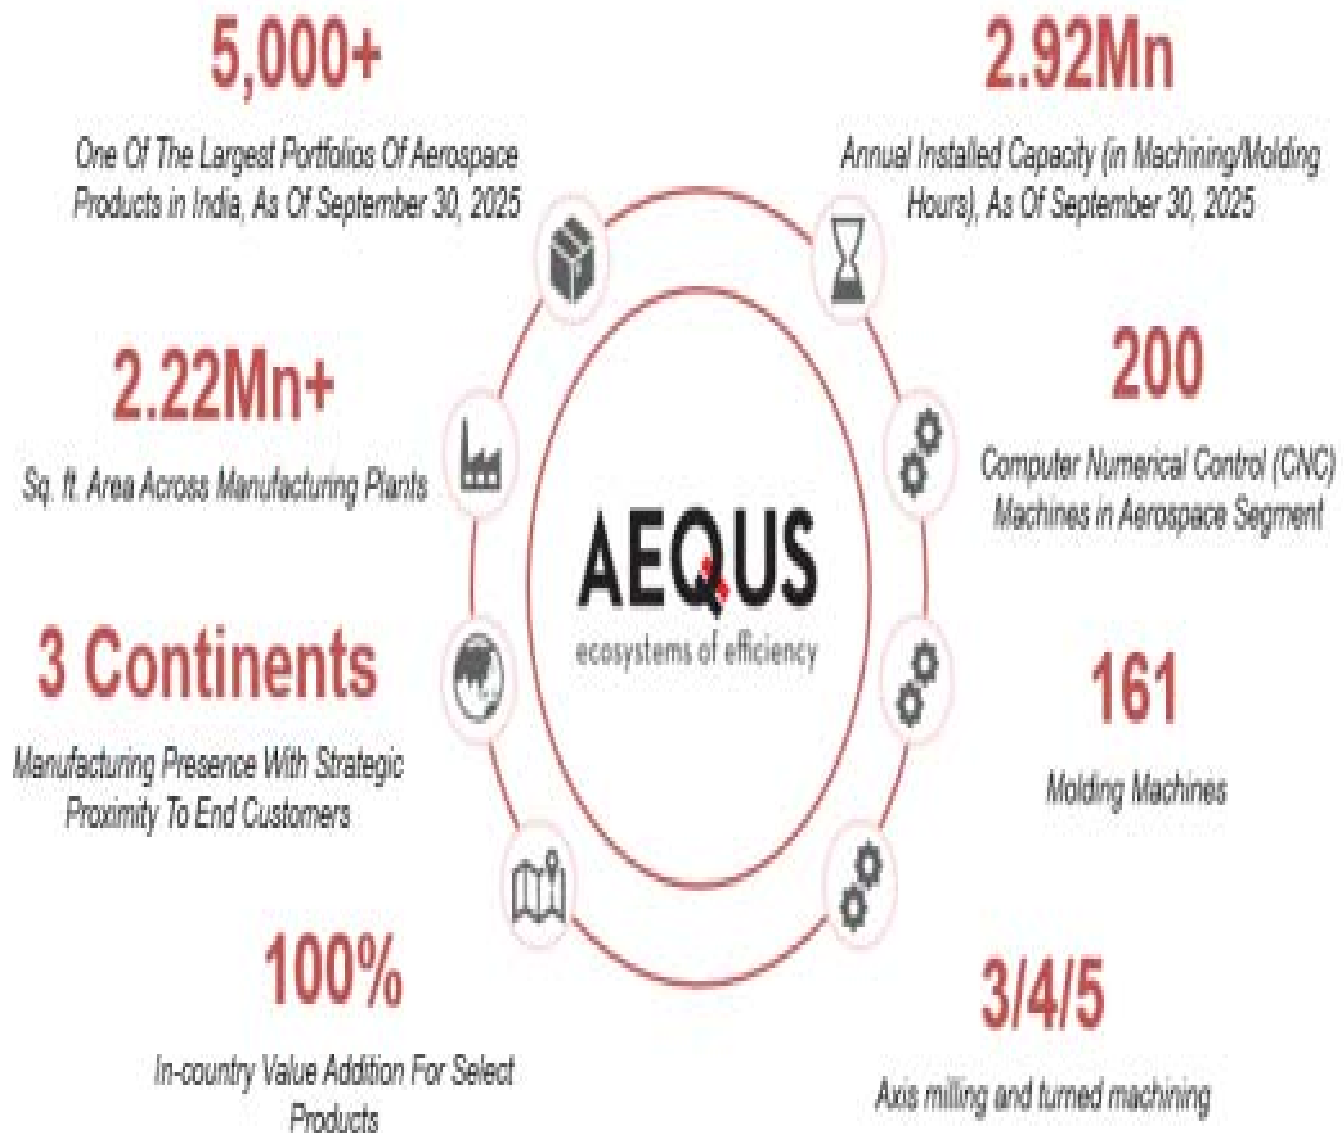 5,000+
One Of The Largest Portfolios Of Aerospace
Products in India, As Of September 30, 2025
2.22Mn+
Sq. ft. Area Across Manufacturing Plants
3 Continents
Manufacturing Presence With Strategic
Proximity To End Customers
100%
In-country Value Addition For Select
Products
AEQUS
ecosystems of efficiency
2.92Mn
Annual Installed Capacity (in Machining/Molding
Hours), As Of September 30, 2025
200
Computer Numerical Control (CNC)
Machines in Aerospace Segment
161
Molding Machines
3/4/5
Axis milling and turned machining